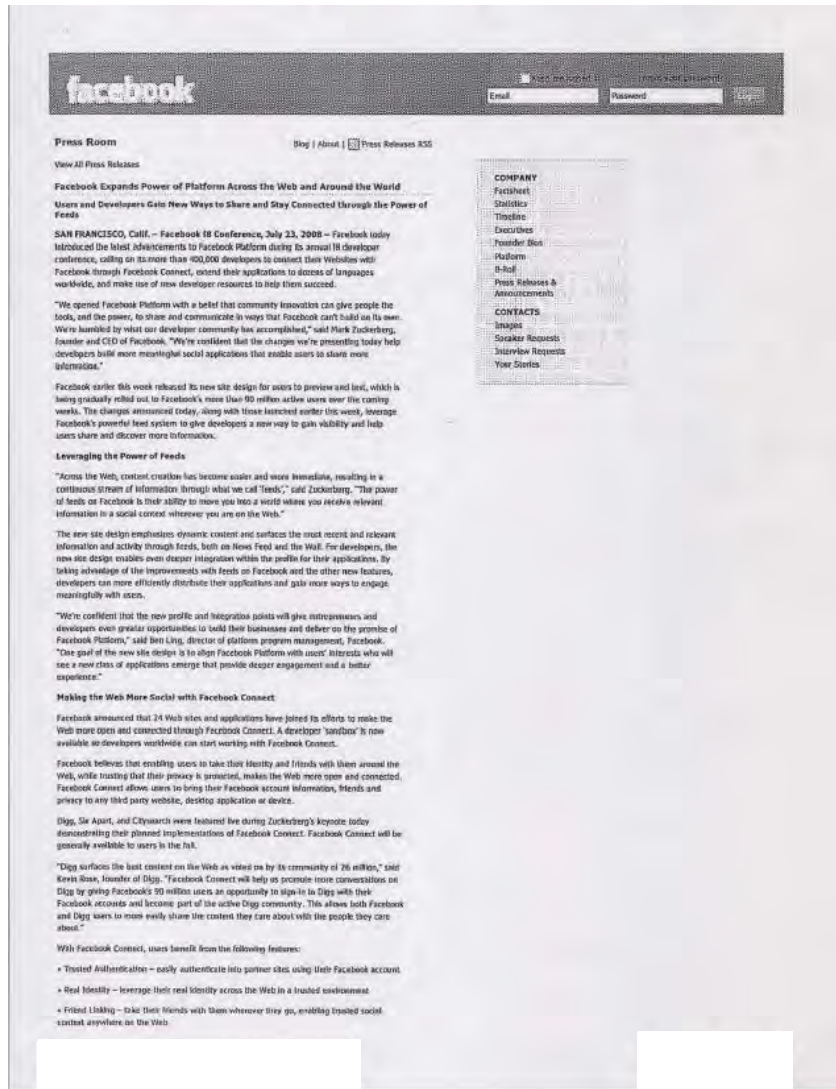 facebook
Keep me logged in
Forgot your password?
Email
Password
Login
Press Room
Blog | About | Press Releases RSS
View All Press Releases
Facebook Expands Power of Platform Across the Web and Around the World
Users and Developers Gain New Ways to Share and Stay Connected through the Power of
Feeds
SAN FRANCISCO, Calif. – Facebook f8 Conference, July 23, 2008 – Facebook today
introduced the latest advancements to Facebook Platform during its annual f8 developer
conference, calling on its more than 400,000 developers to connect their Websites with
Facebook through Facebook Connect, extend their applications to dozens of languages
worldwide, and make use of new developer resources to help them succeed.
"We opened Facebook Platform with a belief that community innovation can give people the
tools, and the power, to share and communicate in ways that Facebook can't build on its own.
We're humbled by what our developer community has accomplished," said Mark Zuckerberg,
founder and CEO of Facebook. "We're confident that the changes we're presenting today help
developers build more meaningful social applications that enable users to share more
information."
Facebook earlier this week released its new site design for users to preview and test, which is
being gradually rolled out to Facebook's more than 90 million active users over the coming
weeks. The changes announced today, along with those launched earlier this week, leverage
Facebook's powerful feed system to give developers a new way to gain visibility and help
users share and discover more information.
Leveraging the Power of Feeds
"Across the Web, content creation has become easier and more immediate, resulting in a
continuous stream of information through what we call 'feeds'," said Zuckerberg. "The power
of feeds on Facebook is their ability to move you into a world where you receive relevant
information in a social context wherever you are on the Web."
The new site design emphasizes dynamic content and surfaces the most recent and relevant
information and activity through feeds, both on News Feed and the Wall. For developers, the
new site design enables even deeper integration within the profile for their applications. By
taking advantage of the improvements with feeds on Facebook and the other new features,
developers can more efficiently distribute their applications and gain more ways to engage
meaningfully with users.
"We're confident that the new profile and integration points will give entrepreneurs and
developers even greater opportunities to build their businesses and deliver on the promise of
Facebook Platform," said Ben Ling, director of platform program management, Facebook.
"One goal of the new site design is to align Facebook Platform with users' interests who will
see a new class of applications emerge that provide deeper engagement and a better
experience."
Making the Web More Social with Facebook Connect
Facebook announced that 24 Web sites and applications have joined its efforts to make the
Web more open and connected through Facebook Connect. A developer 'sandbox' is now
available so developers worldwide can start working with Facebook Connect.
Facebook believes that enabling users to take their identity and friends with them around the
Web, while trusting that their privacy is protected, makes the Web more open and connected.
Facebook Connect allows users to bring their Facebook account information, friends and
privacy to any third party website, desktop application or device.
Digg, Six Apart, and Citysearch were featured live during Zuckerberg's keynote today
demonstrating their planned implementations of Facebook Connect. Facebook Connect will be
generally available to users in the fall.
"Digg surfaces the best content on the Web as voted on by its community of 26 million," said
Kevin Rose, founder of Digg. "Facebook Connect will help us promote more conversations on
Digg by giving Facebook's 90 million users an opportunity to sign-in to Digg with their
Facebook accounts and become part of the active Digg community. This allows both Facebook
and Digg users to more easily share the content they care about with the people they care
about."
With Facebook Connect, users benefit from the following features:
• Trusted Authentication – easily authenticate into partner sites using their Facebook account
• Real Identity – leverage their real identity across the Web in a trusted environment
• Friend Linking – take their friends with them wherever they go, enabling trusted social
context anywhere on the Web
COMPANY
Factsheet
Statistics
Timeline
Executives
Founder Bios
Platform
B-Roll
Press Releases &
Announcements
CONTACTS
Images
Speaker Requests
Interview Requests
Your Stories